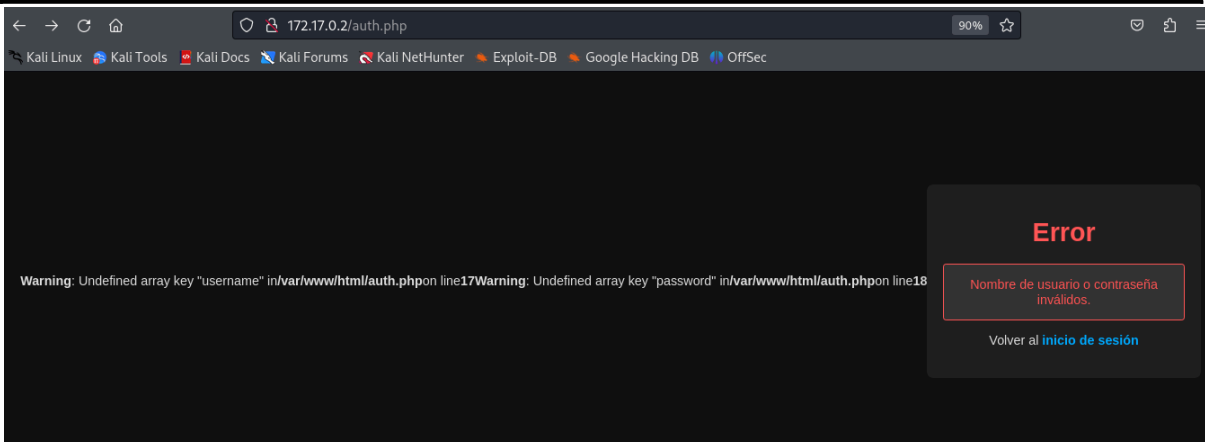 172.17.0.2/auth.php
90%
Kali Linux Kali Tools Kali Docs Kali Forums Kali NetHunter Exploit-DB Google Hacking DB OffSec
Error
Warning: Undefined array key "username" in/var/www/html/auth.phpon line17Warning: Undefined array key "password" in/var/www/html/auth.phpon line18
Nombre de usuario o contraseña
inválidos.
Volver al inicio de sesión